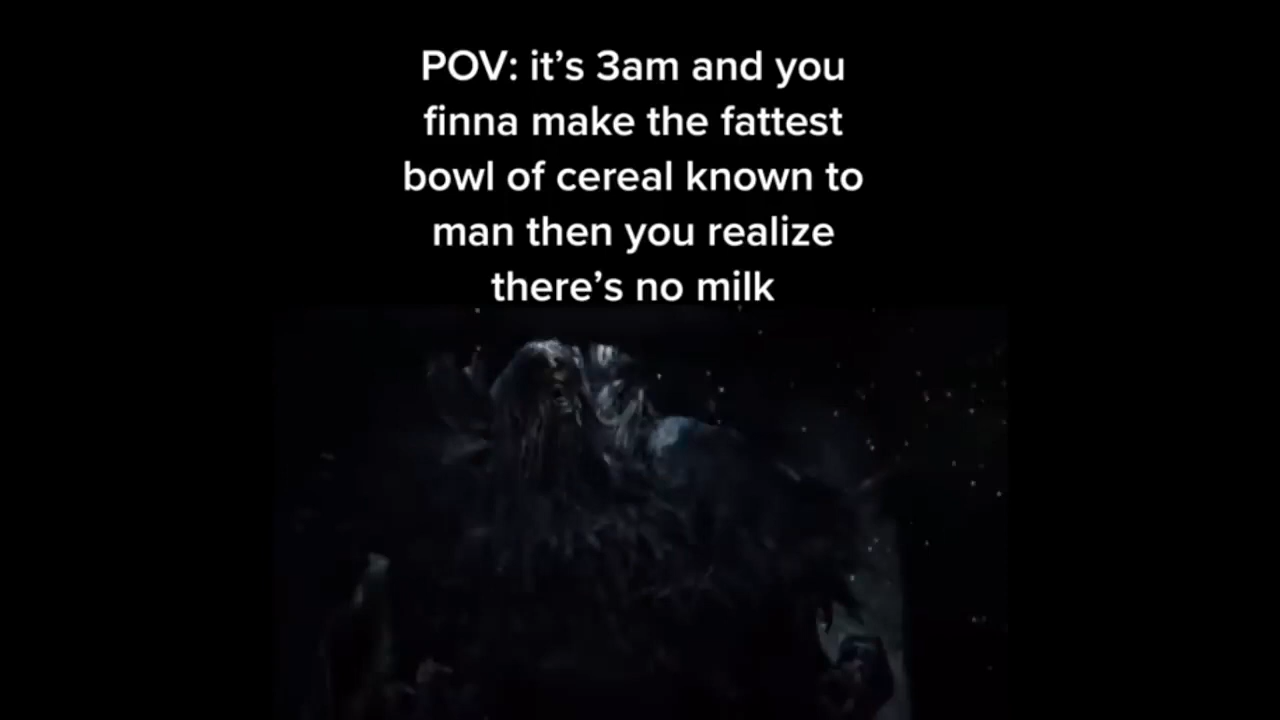 POV: it’s 3am and you
finna make the fattest
bowl of cereal known to
man then you realize
there’s no milk